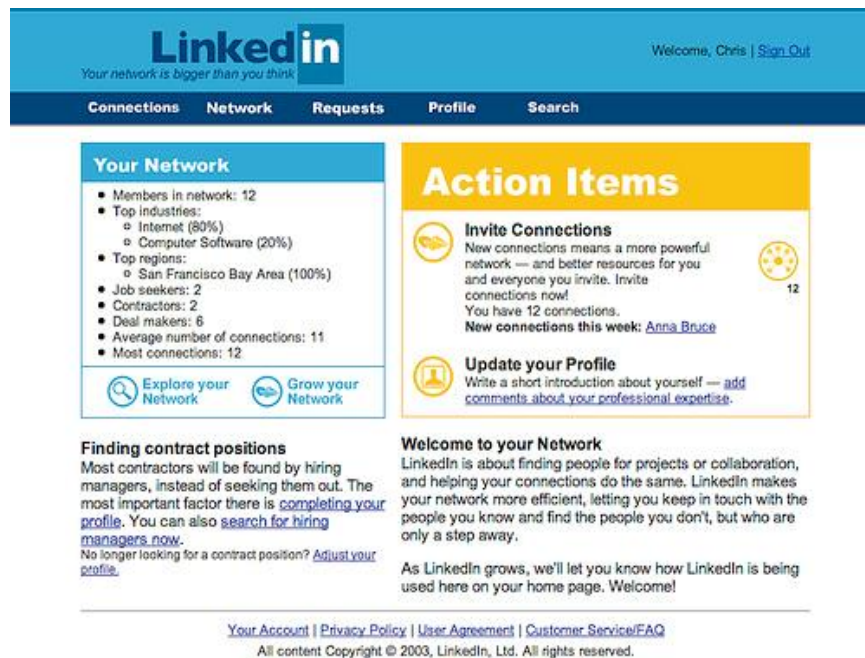 Linked in
Your network is bigger than you think
Welcome, Chris | Sign Out
Connections Network Requests Profile Search
Your Network
• Members in network: 12
• Top industries:
o Internet (80%)
o Computer Software (20%)
• Top regions:
o San Francisco Bay Area (100%)
• Job seekers: 2
• Contractors: 2
• Deal makers: 6
• Average number of connections: 11
• Most connections: 12
Explore your
Network
Grow your
Network
Action Items
Invite Connections
New connections means a more powerful
network — and better resources for you
and everyone you invite. Invite
connections now!
You have 12 connections.
New connections this week: Anna Bruce
12
Update your Profile
Write a short introduction about yourself — add
comments about your professional expertise.
Finding contract positions
Most contractors will be found by hiring
managers, instead of seeking them out. The
most important factor there is completing your
profile. You can also search for hiring
managers now.
No longer looking for a contract position? Adjust your
profile.
Welcome to your Network
LinkedIn is about finding people for projects or collaboration,
and helping your connections do the same. LinkedIn makes
your network more efficient, letting you keep in touch with the
people you know and find the people you don't, but who are
only a step away.
As LinkedIn grows, we'll let you know how LinkedIn is being
used here on your home page. Welcome!
Your Account | Privacy Policy | User Agreement | Customer Service/FAQ
All content Copyright © 2003, LinkedIn, Ltd. All rights reserved.